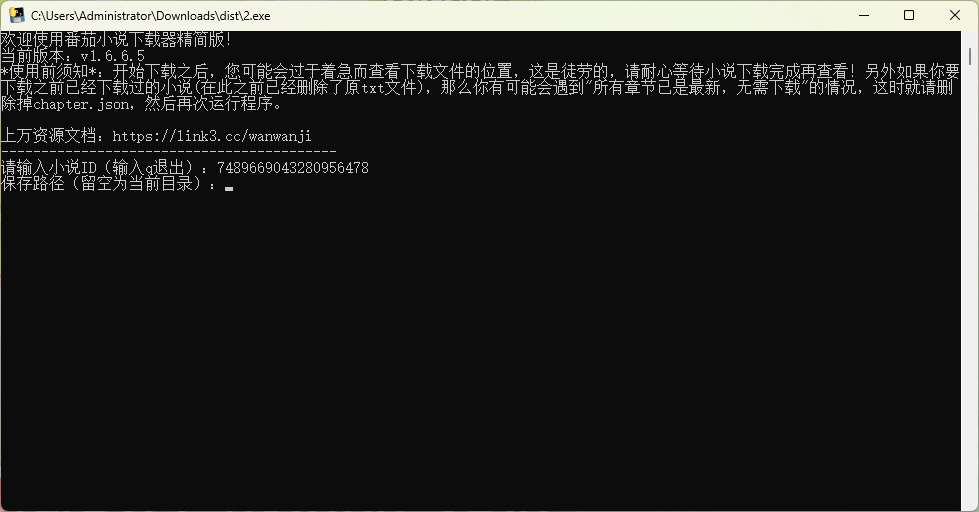 C:\Users\Administrator\Downloads\dist\2.exe
欢迎使用番茄小说下载器精简版!
当前版本：v1.6.6.5
*使用前须知*：开始下载之后，您可能会过于着急而查看下载文件的位置，这是徒劳的，请耐心等待小说下载完成再查看！另外如果你要
下载之前已经下载过的小说(在此之前已经删除了原txt文件)，那么你有可能会遇到"所有章节已是最新，无需下载"的情况，这时就请删
除掉chapter.json，然后再次运行程序。
上万资源文档：https://link3.cc/wanwanji
------------------------------------------
请输入小说ID（输入q退出）：7489669043280956478
保存路径（留空为当前目录）：